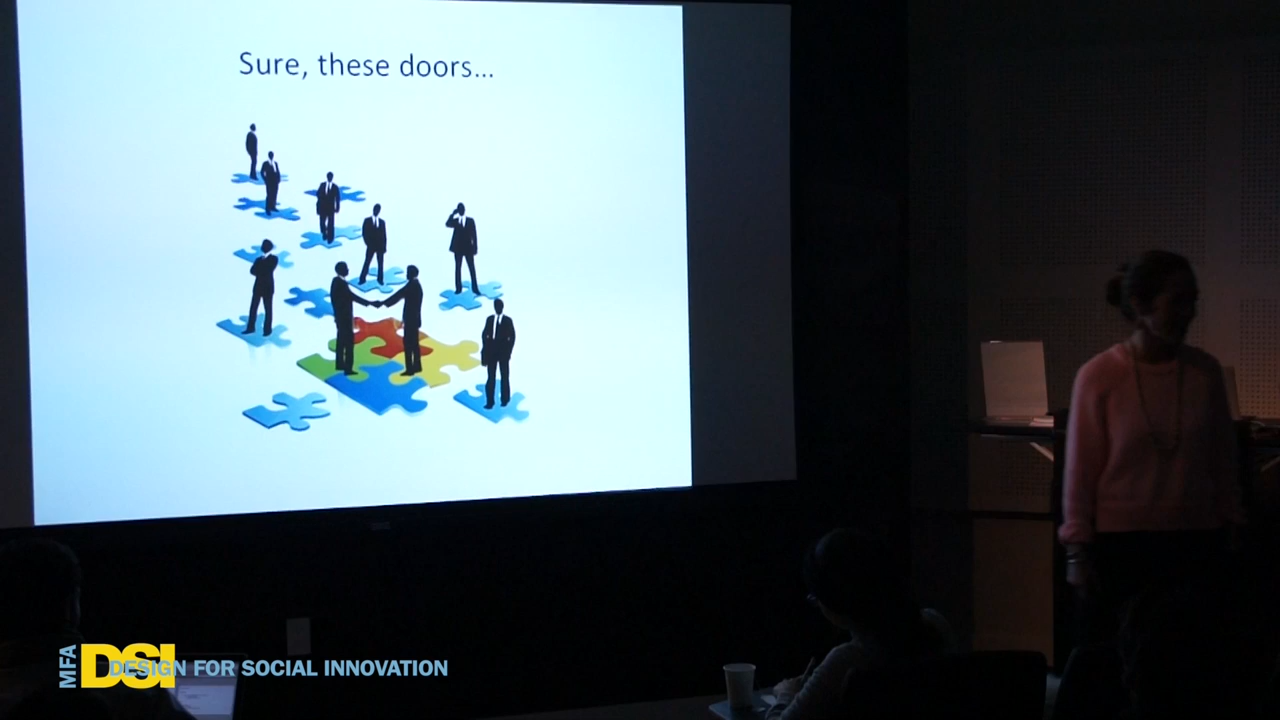 Sure, these doors...
MFA
DSI
DESIGN FOR SOCIAL INNOVATION